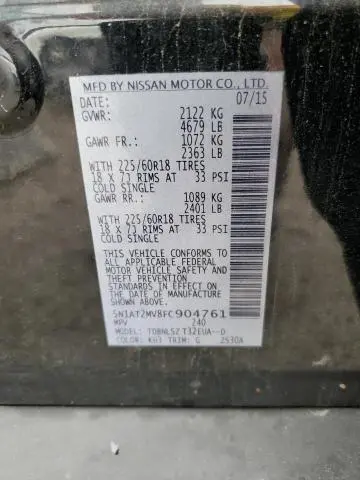 MFD BY NISSAN MOTOR CO., LTD.
DATE: 07/15
GVWR: 2122 KG
4679 LB
GAWR FR.: 1072 KG
2363 LB
WITH 225/60R18 TIRES
18 X 7J RIMS AT 33 PSI
COLD SINGLE
GAWR RR.: 1089 KG
2401 LB
WITH 225/60R18 TIRES
18 X 7J RIMS AT 33 PSI
COLD SINGLE
THIS VEHICLE CONFORMS TO ALL
APPLICABLE FEDERAL
MOTOR VEHICLE SAFETY
AND THEFT PREVENTION
STANDARDS IN EFFECT ON
THE DATE OF MANUFACTURE
SHOWN ABOVE.
5N1AT2MV8FC904761
MPV 240
MODEL: TDBNLSZ T32EUA--D
COLOR: KH3 TRIM: G 2530A